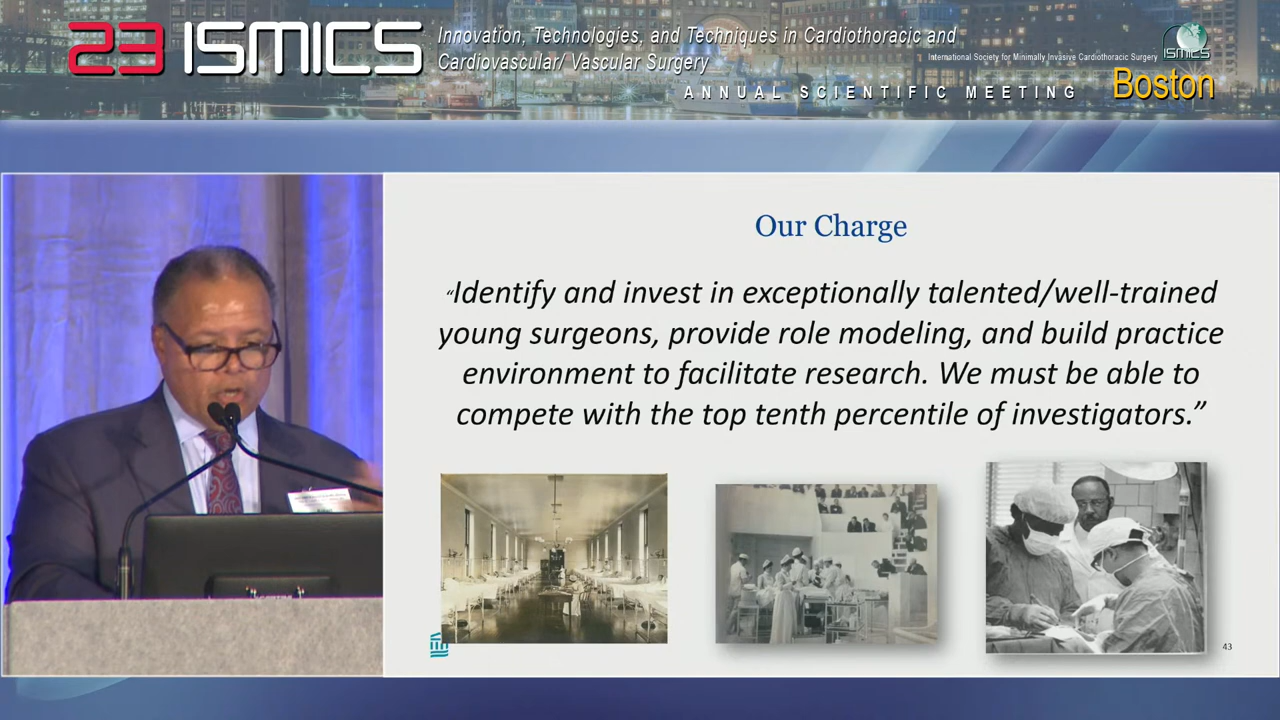 23 ISMICS
Innovation, Technologies, and Techniques in Cardiothoracic and
Cardiovascular/ Vascular Surgery
International Society for Minimally Invasive Cardiothoracic Surgery
ISMICS
ANNUAL SCIENTIFIC MEETING
Boston
Our Charge
“Identify and invest in exceptionally talented/well-trained
young surgeons, provide role modeling, and build practice
environment to facilitate research. We must be able to
compete with the top tenth percentile of investigators.”
43